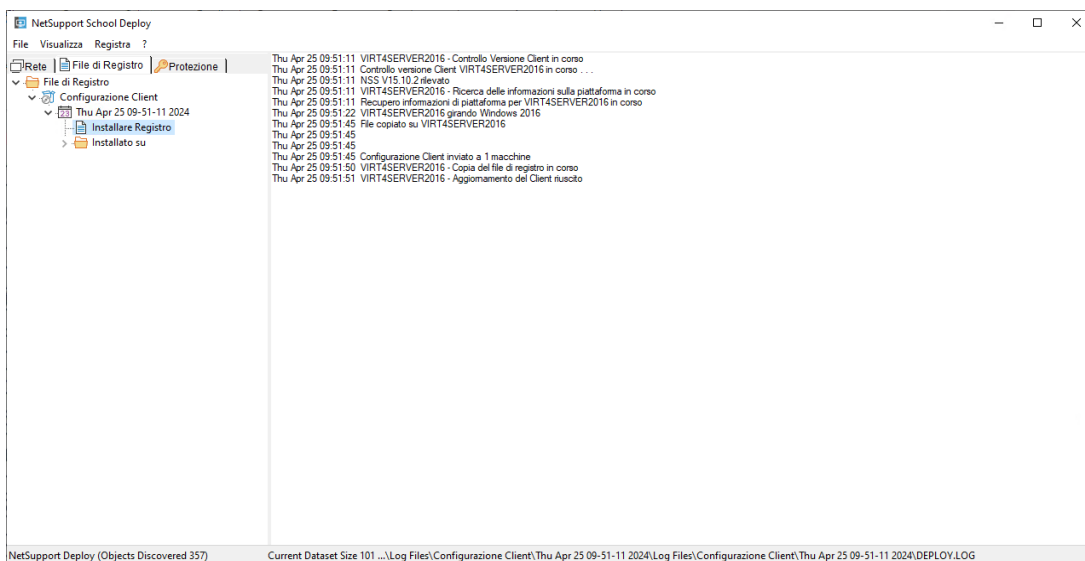 NetSupport School Deploy
File Visualizza Registra ?
Rete File di Registro Protezione
File di Registro
Configurazione Client
23 Thu Apr 25 09-51-11 2024
Installare Registro
Installato su
Thu Apr 25 09:51:11 VIRT4SERVER2016 - Controllo Versione Client in corso
Thu Apr 25 09:51:11 Controllo versione Client VIRT4SERVER2016 in corso . . .
Thu Apr 25 09:51:11 NSS V15.10.2 rilevato
Thu Apr 25 09:51:11 VIRT4SERVER2016 - Ricerca delle informazioni sulla piattaforma in corso
Thu Apr 25 09:51:11 Recupero informazioni di piattaforma per VIRT4SERVER2016 in corso
Thu Apr 25 09:51:22 VIRT4SERVER2016 girando Windows 2016
Thu Apr 25 09:51:45 File copiato su VIRT4SERVER2016
Thu Apr 25 09:51:45
Thu Apr 25 09:51:45
Thu Apr 25 09:51:45 Configurazione Client inviato a 1 macchine
Thu Apr 25 09:51:50 VIRT4SERVER2016 - Copia del file di registro in corso
Thu Apr 25 09:51:51 VIRT4SERVER2016 - Aggiornamento del Client riuscito
NetSupport Deploy (Objects Discovered 357)
Current Dataset Size 101 ...\Log Files\Configurazione Client\Thu Apr 25 09-51-11 2024\Log Files\Configurazione Client\Thu Apr 25 09-51-11 2024\DEPLOY.LOG